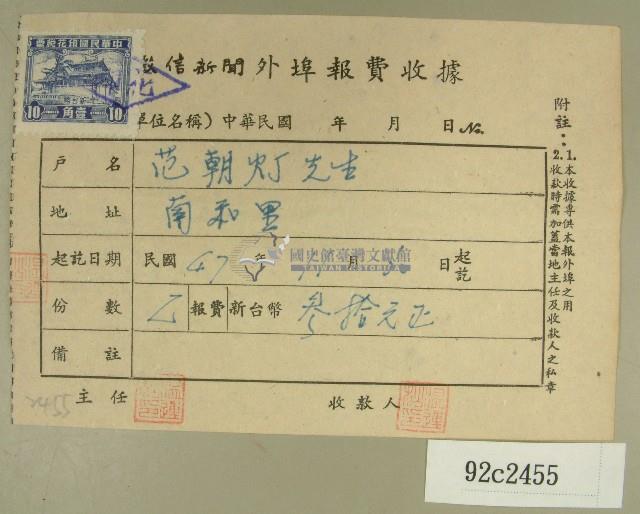 中華民國印花稅票
10 壹角 10
徵信新聞外埠報費收據
單位名稱）中華民國 年 月 日 No.
戶名 范朝灯先生
地址 南和里
國史館臺灣文獻館
TAIWAN HISTORICA
起訖日期 民國 47 年 月 日 起訖
份數 乙 報費 新台幣 參拾元正
備註
主任 收款人
附註：
1. 本收據專供本報外埠之用
2. 收款時需加蓋當地主任及收款人之私章
2455
92c2455